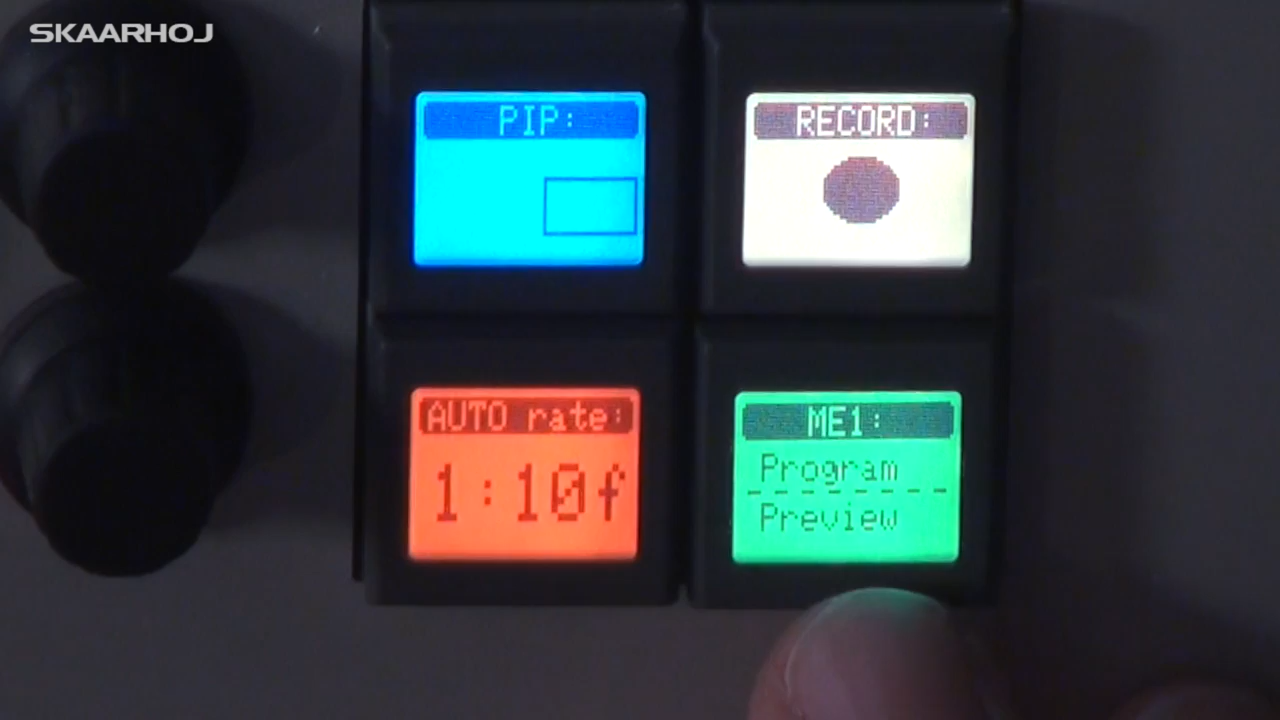 SKAARHOJ
PIP:
RECORD:
AUTO rate:
1:10f
ME1:
Program
Preview